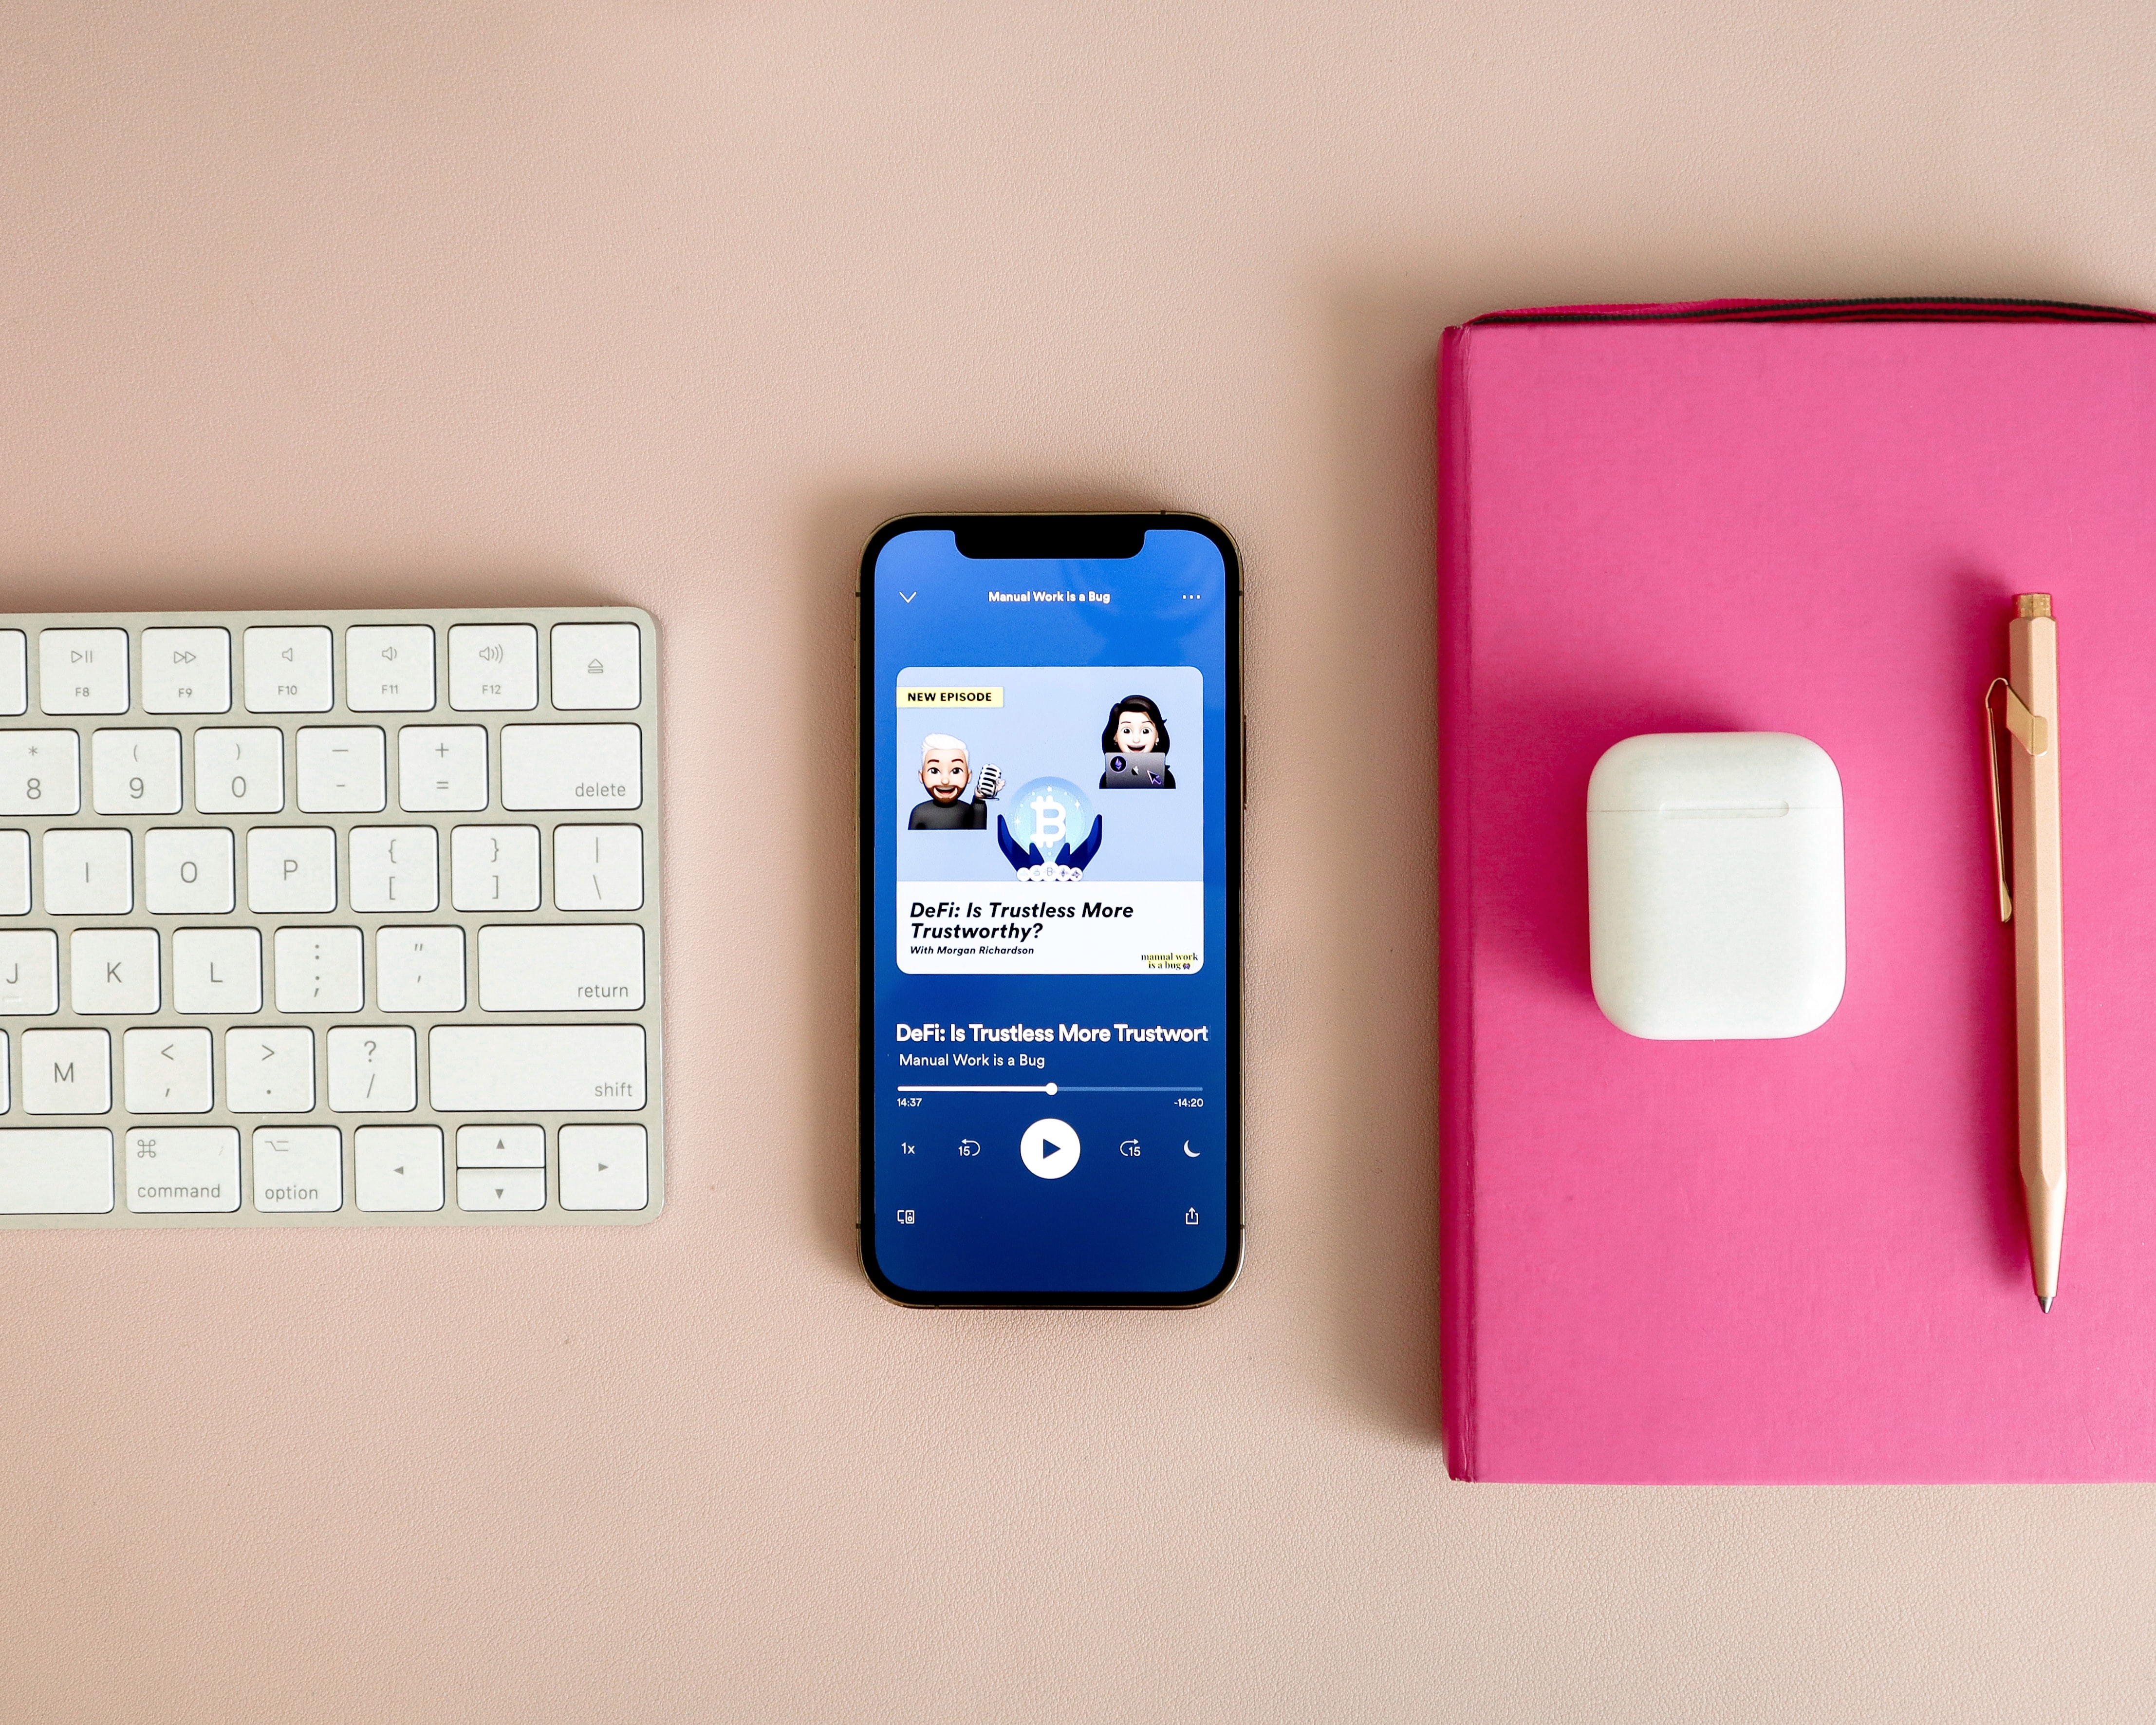 F8 F9 F10 F11 F12
* ( ) — +
8 9 0 - = delete
I O P { } |
[ ] \
J K L : "
; ' return
M < > ?
, . / shift
⌘ ⌥
command option
Manual Work is a Bug
NEW EPISODE
DeFi: Is Trustless More
Trustworthy?
With Morgan Richardson
manual work
is a bug
DeFi: Is Trustless More Trustwort
Manual Work is a Bug
14:37 -14:20
1x 15 15